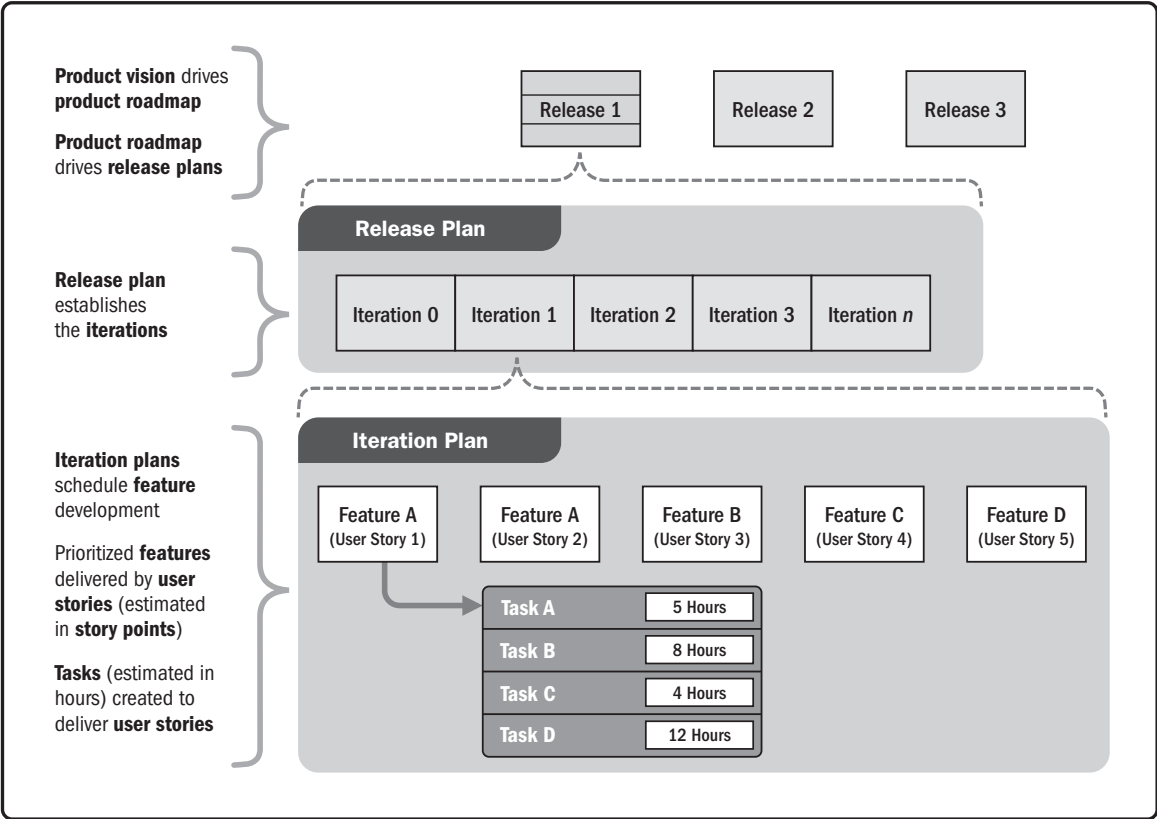 Product vision drives
product roadmap
Product roadmap
drives release plans
Release 1
Release 2
Release 3
Release Plan
Release plan
establishes
the iterations
Iteration 0
Iteration 1
Iteration 2
Iteration 3
Iteration n
Iteration Plan
Iteration plans
schedule feature
development
Prioritized features
delivered by user
stories (estimated
in story points)
Tasks (estimated in
hours) created to
deliver user stories
Feature A
(User Story 1)
Feature A
(User Story 2)
Feature B
(User Story 3)
Feature C
(User Story 4)
Feature D
(User Story 5)
Task A
5 Hours
Task B
8 Hours
Task C
4 Hours
Task D
12 Hours